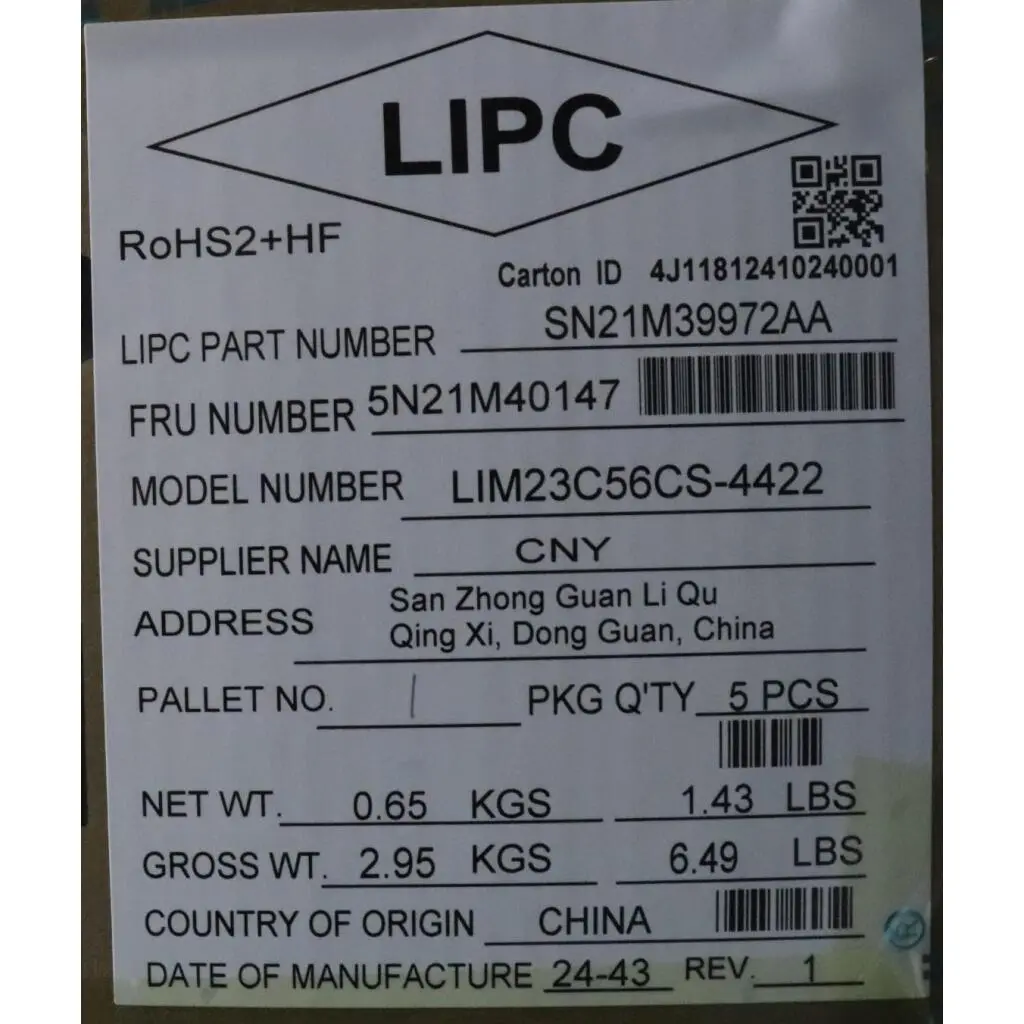 LIPC
RoHS2+HF
Carton ID 4J11812410240001
LIPC PART NUMBER SN21M39972AA
FRU NUMBER 5N21M40147
MODEL NUMBER LIM23C56CS-4422
SUPPLIER NAME CNY
ADDRESS San Zhong Guan Li Qu
Qing Xi, Dong Guan, China
PALLET NO. 1 PKG Q'TY 5 PCS
NET WT. 0.65 KGS 1.43 LBS
GROSS WT. 2.95 KGS 6.49 LBS
COUNTRY OF ORIGIN CHINA
DATE OF MANUFACTURE 24-43 REV. 1